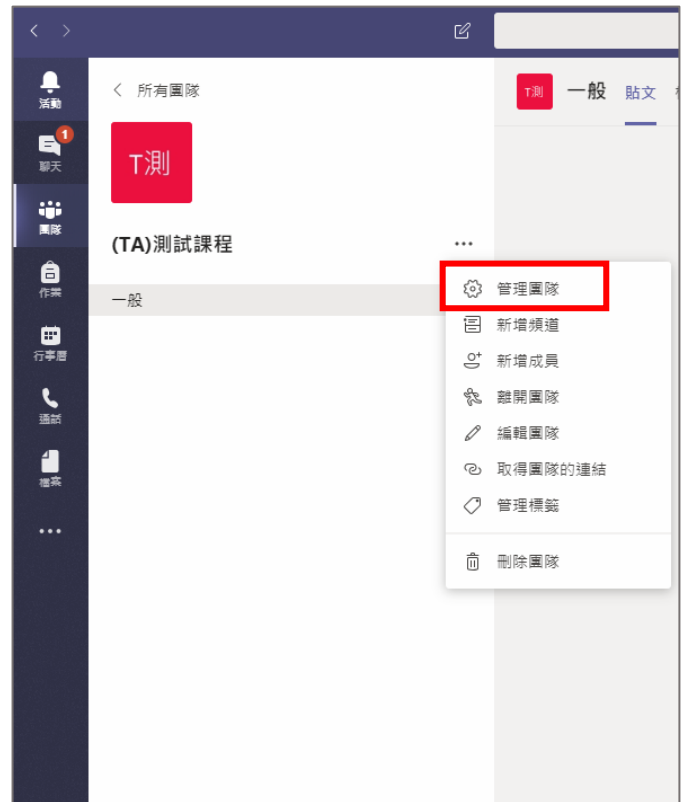 活動
1
聊天
團隊
作業
行事曆
通話
檔案
所有團隊
T測
(TA)測試課程
一般
T測
一般 貼文
管理團隊
新增頻道
新增成員
離開團隊
編輯團隊
取得團隊的連結
管理標籤
刪除團隊